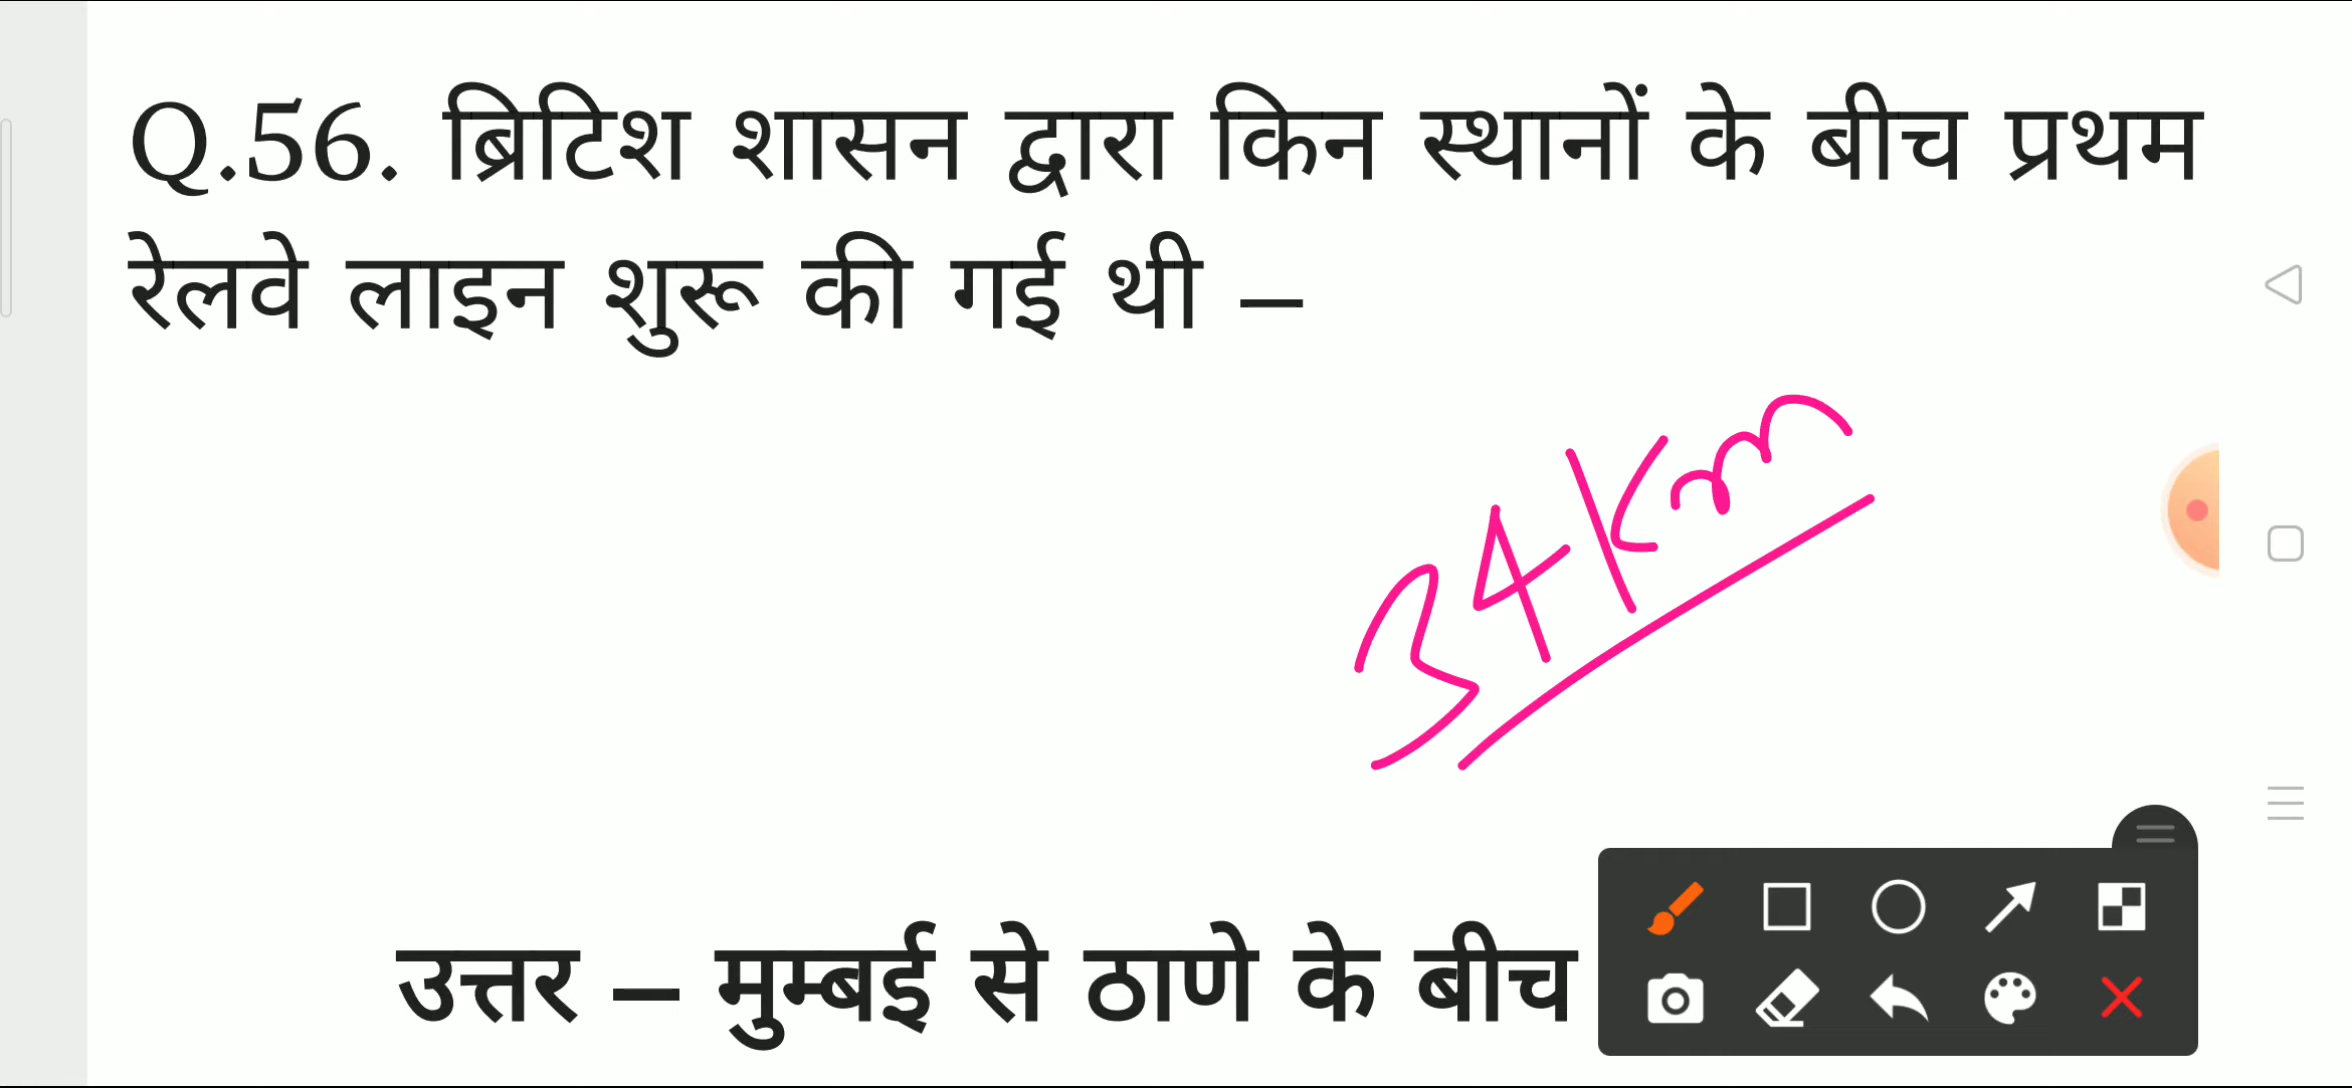 Q.56. ब्रिटिश शासन द्वारा किन स्थानों के बीच प्रथम
रेलवे लाइन शुरू की गई थी –
34Km
उत्तर – मुम्बई से ठाणे के बीच